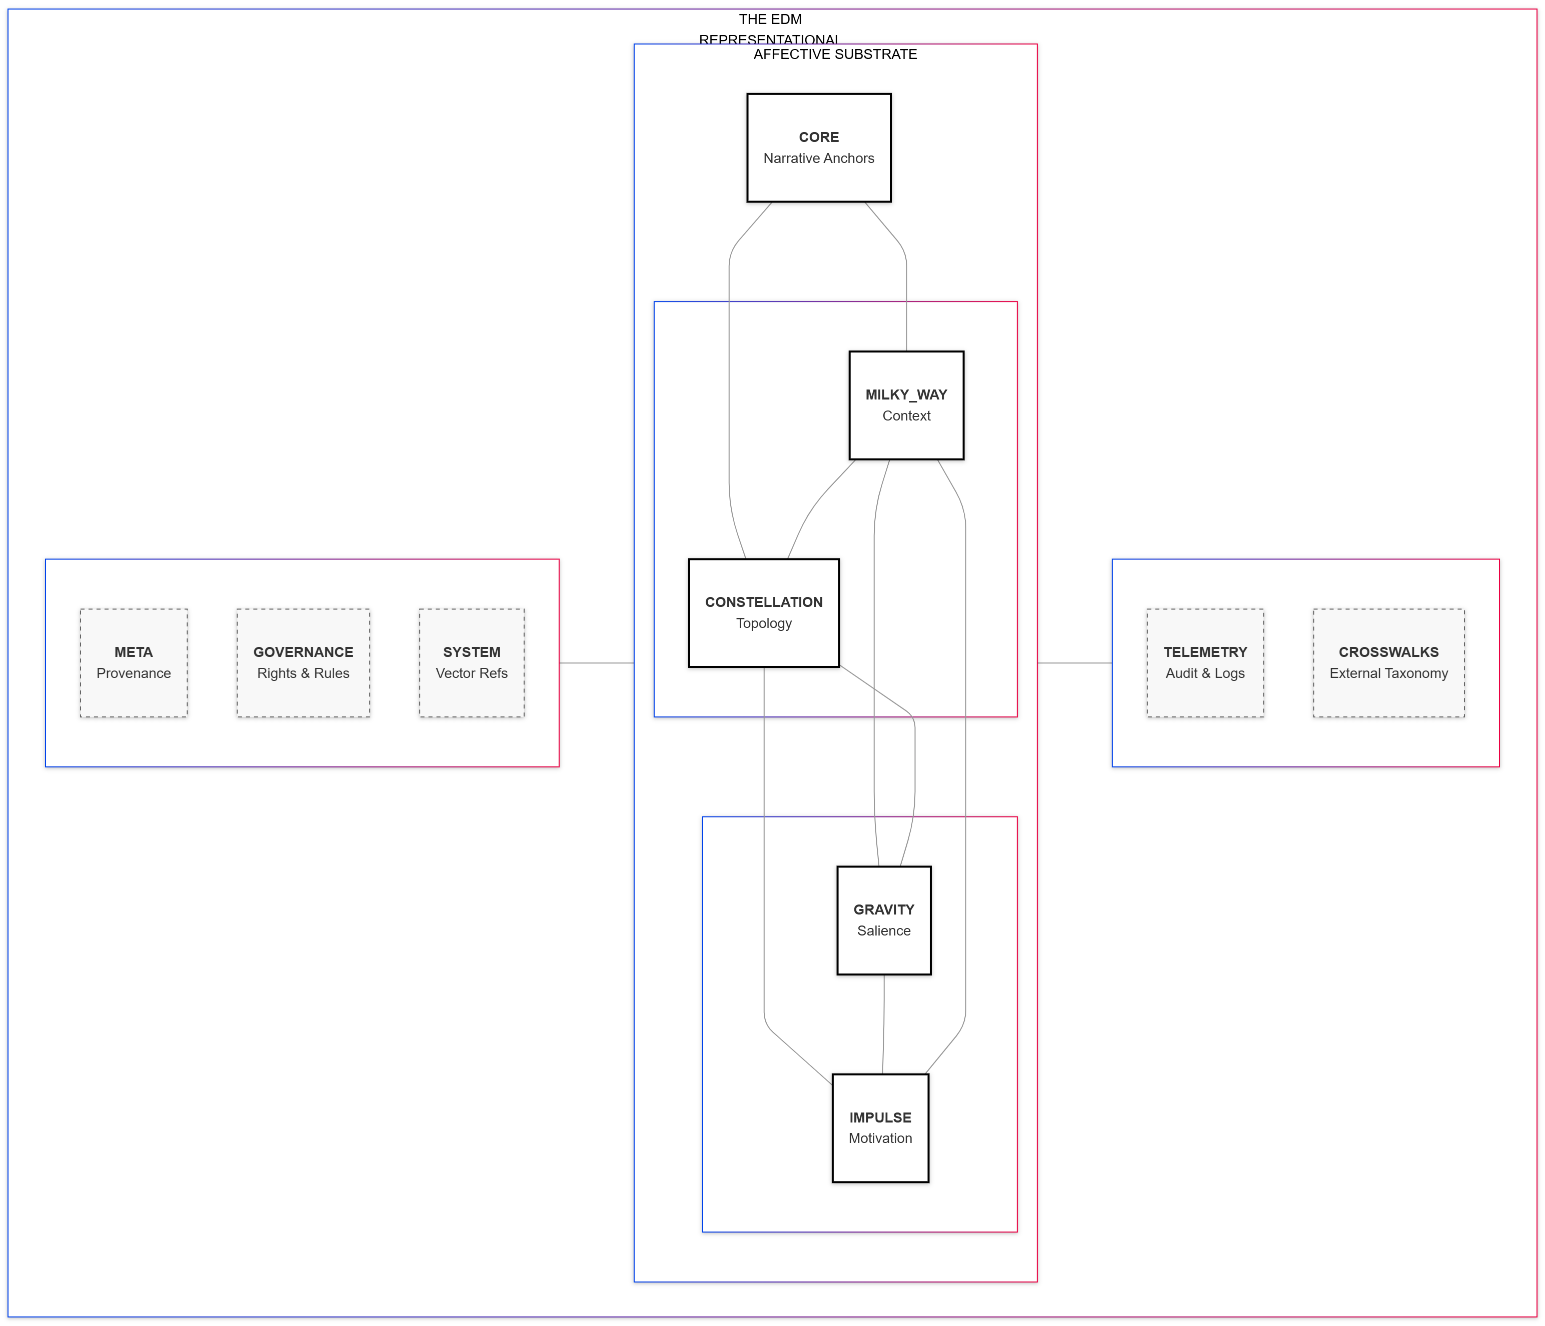 THE EDM
REPRESENTATIONAL
AFFECTIVE SUBSTRATE
CORE
Narrative Anchors
MILKY_WAY
Context
CONSTELLATION
Topology
META
Provenance
GOVERNANCE
Rights & Rules
SYSTEM
Vector Refs
TELEMETRY
Audit & Logs
CROSSWALKS
External Taxonomy
GRAVITY
Salience
IMPULSE
Motivation